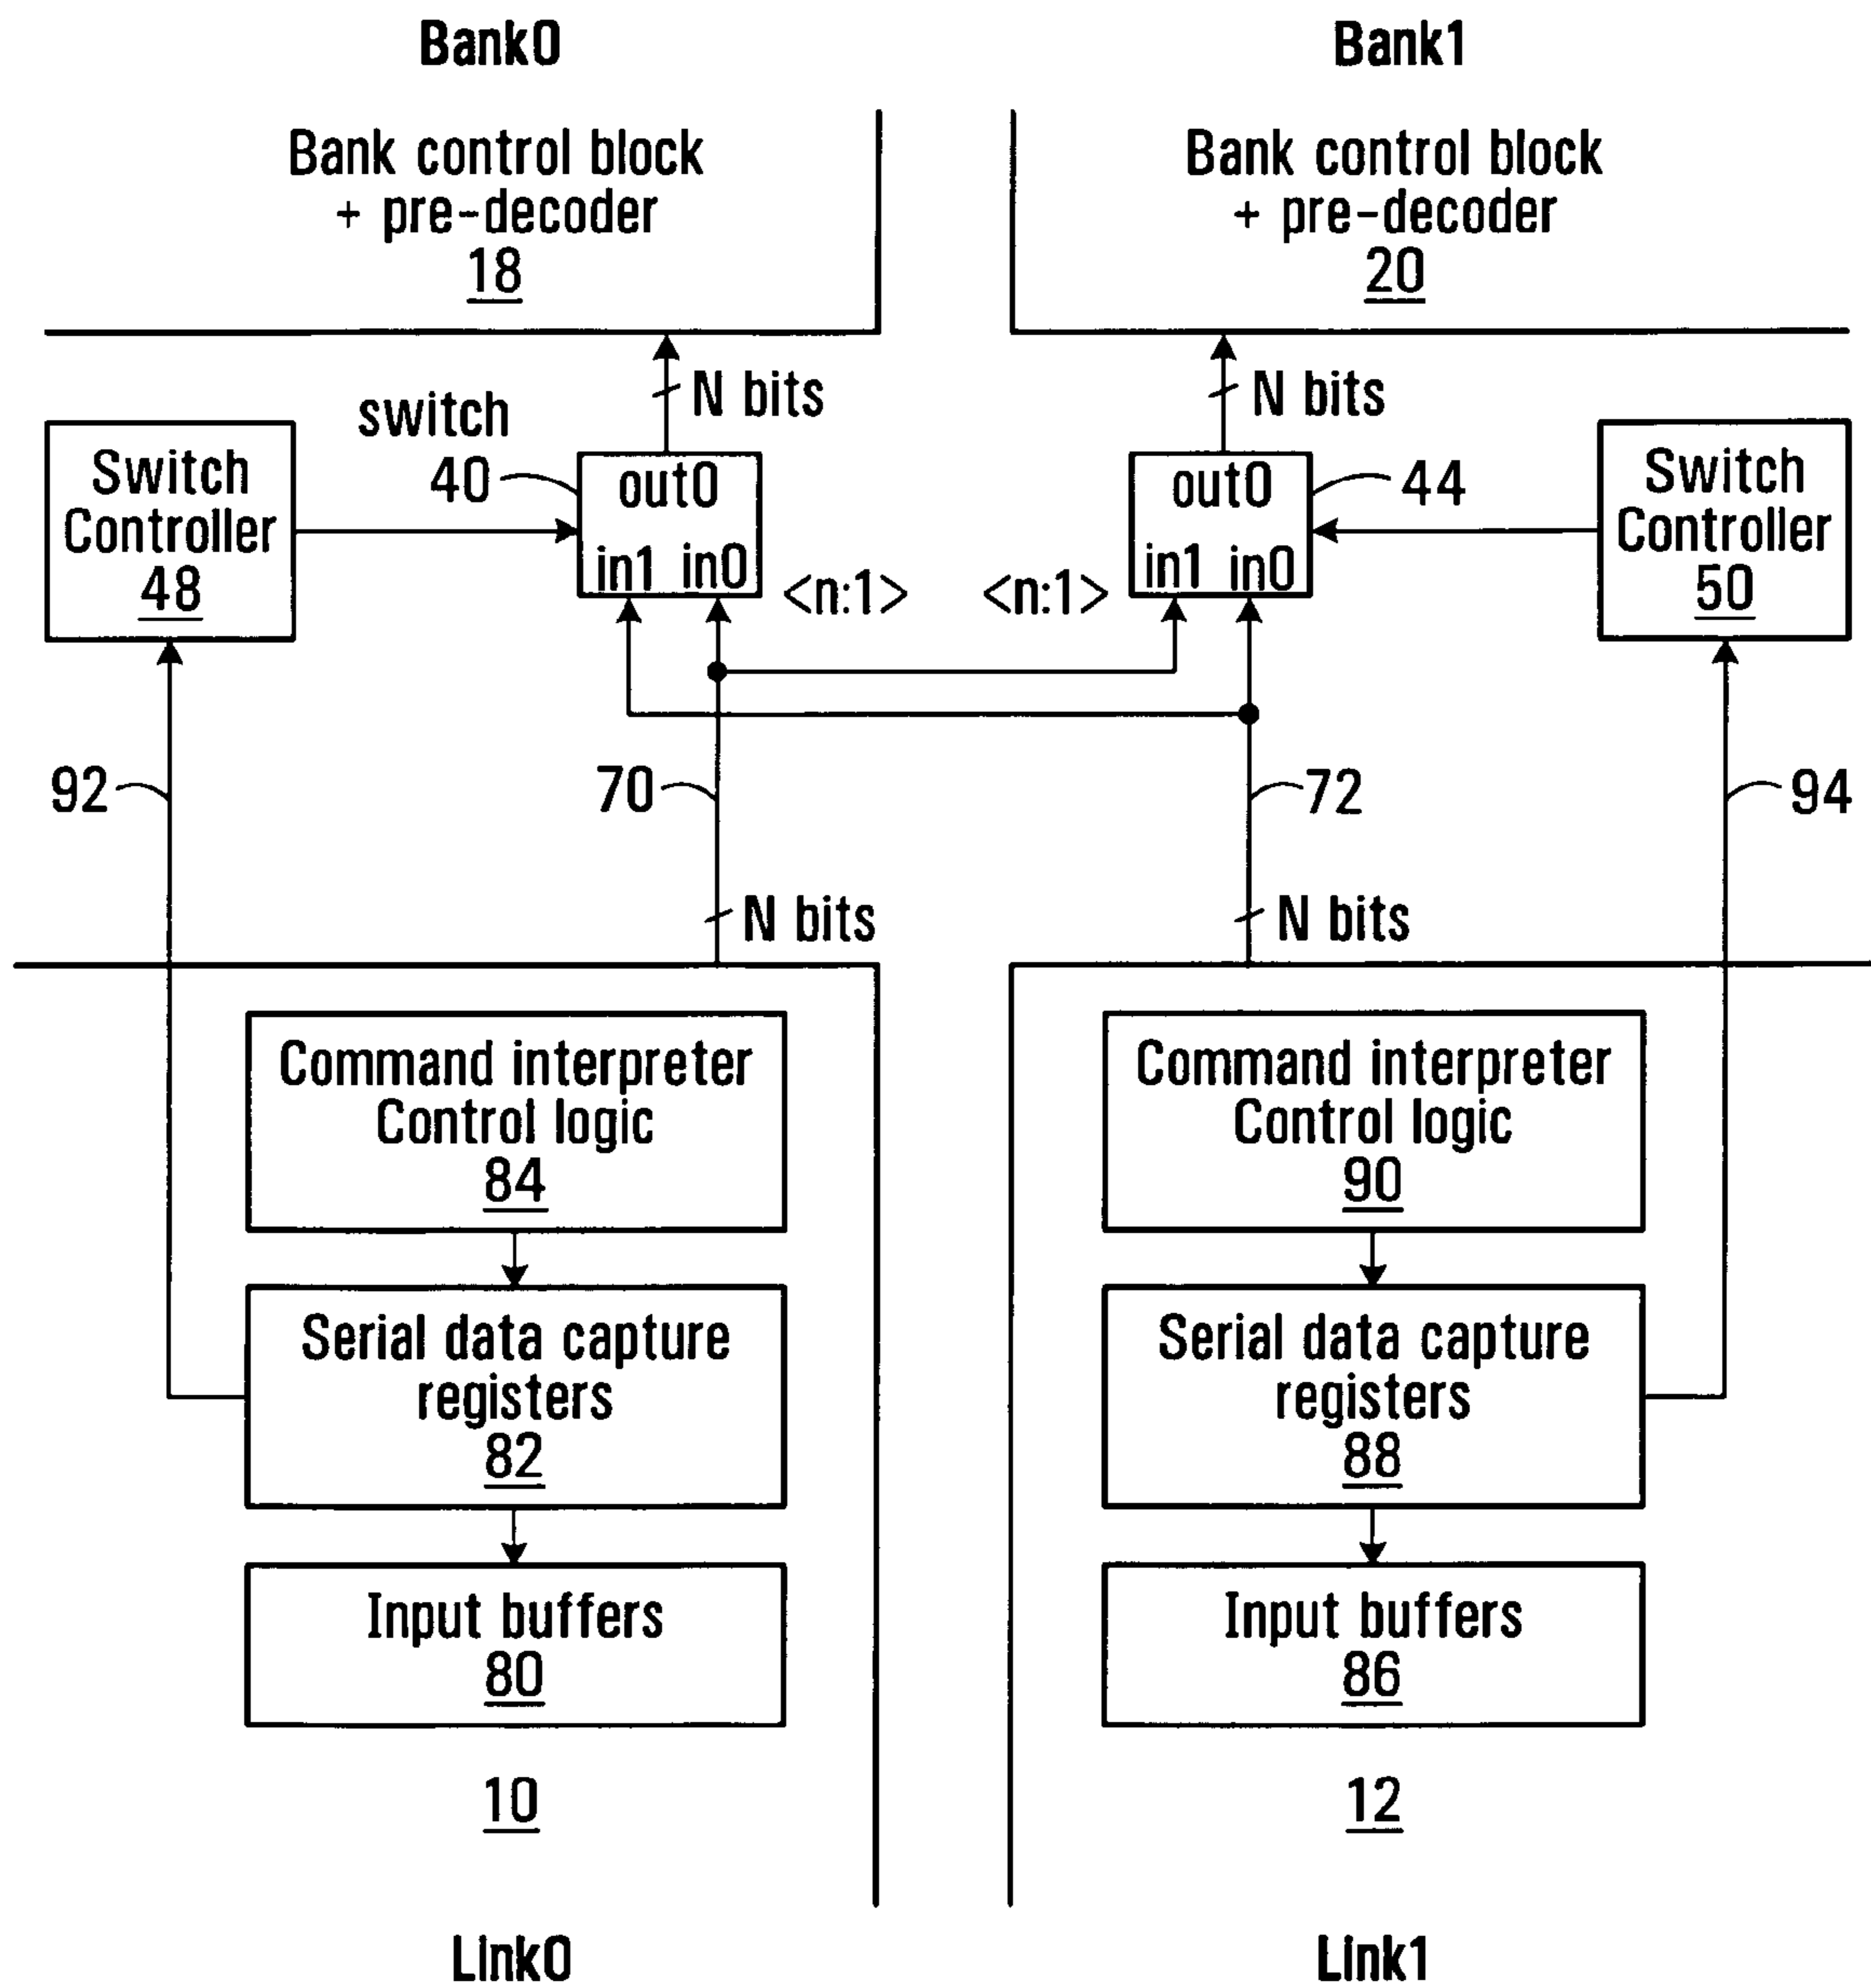 Bank0
Bank1
Bank control block
+ pre-decoder
18
Bank control block
+ pre-decoder
20
N bits
N bits
switch
40
44
Switch
Controller
48
out0
in1 in0
<n:1>
<n:1>
out0
in1 in0
Switch
Controller
50
92
70
72
94
N bits
N bits
Command interpreter
Control logic
84
Command interpreter
Control logic
90
Serial data capture
registers
82
Serial data capture
registers
88
Input buffers
80
Input buffers
86
10
12
Link0
Link1